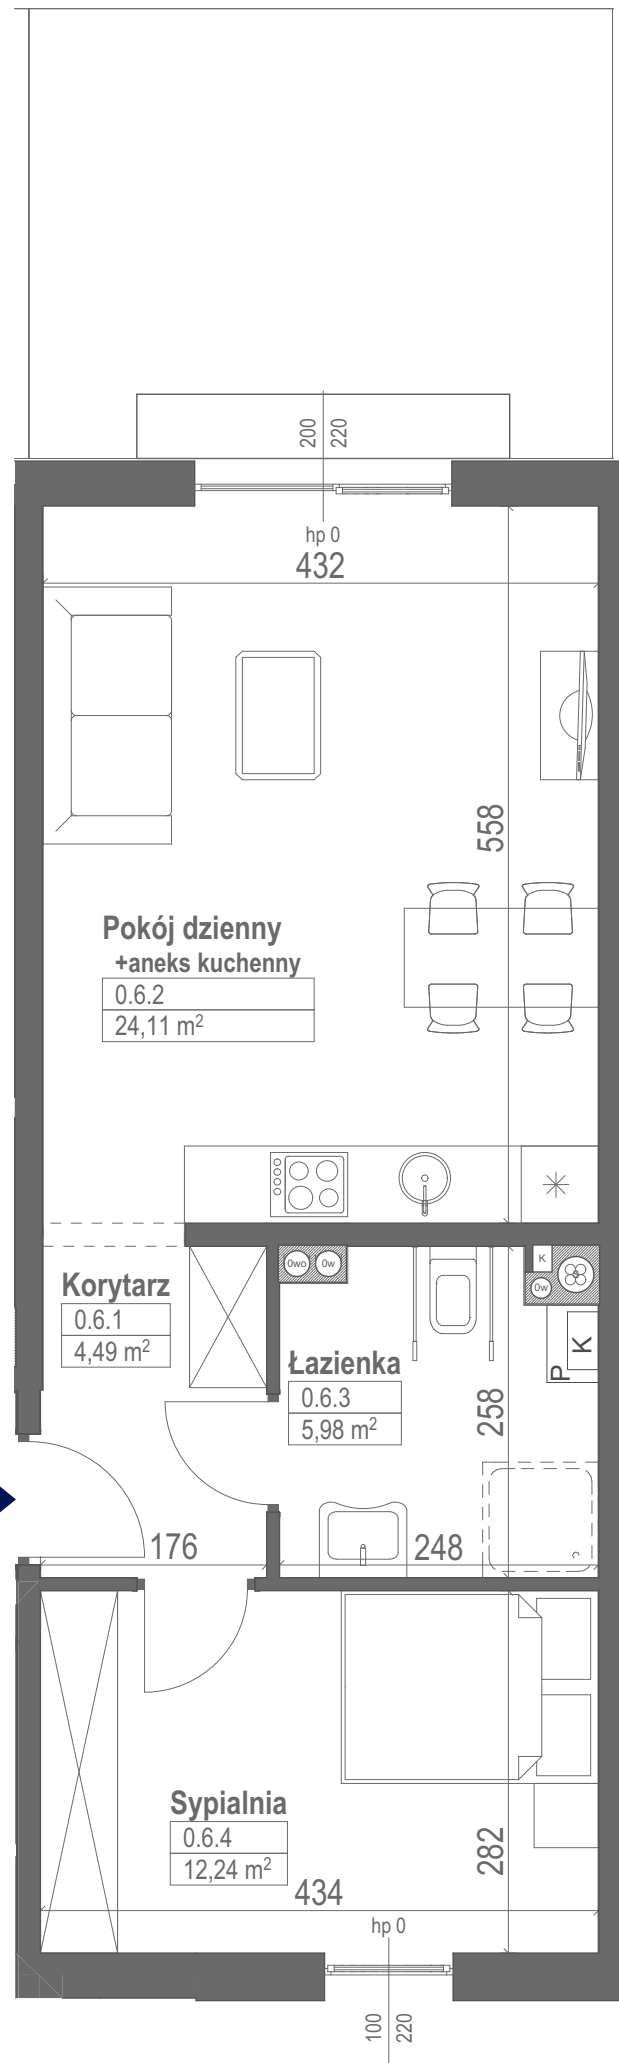 200
220
hp 0
432
558
Pokój dzienny
+aneks kuchenny
0.6.2
24,11 m²
Korytarz
0.6.1
4,49 m²
0wo
0w
K
0w
K
P
Łazienka
0.6.3
5,98 m²
258
176
248
Sypialnia
0.6.4
12,24 m²
282
434
hp 0
100
220